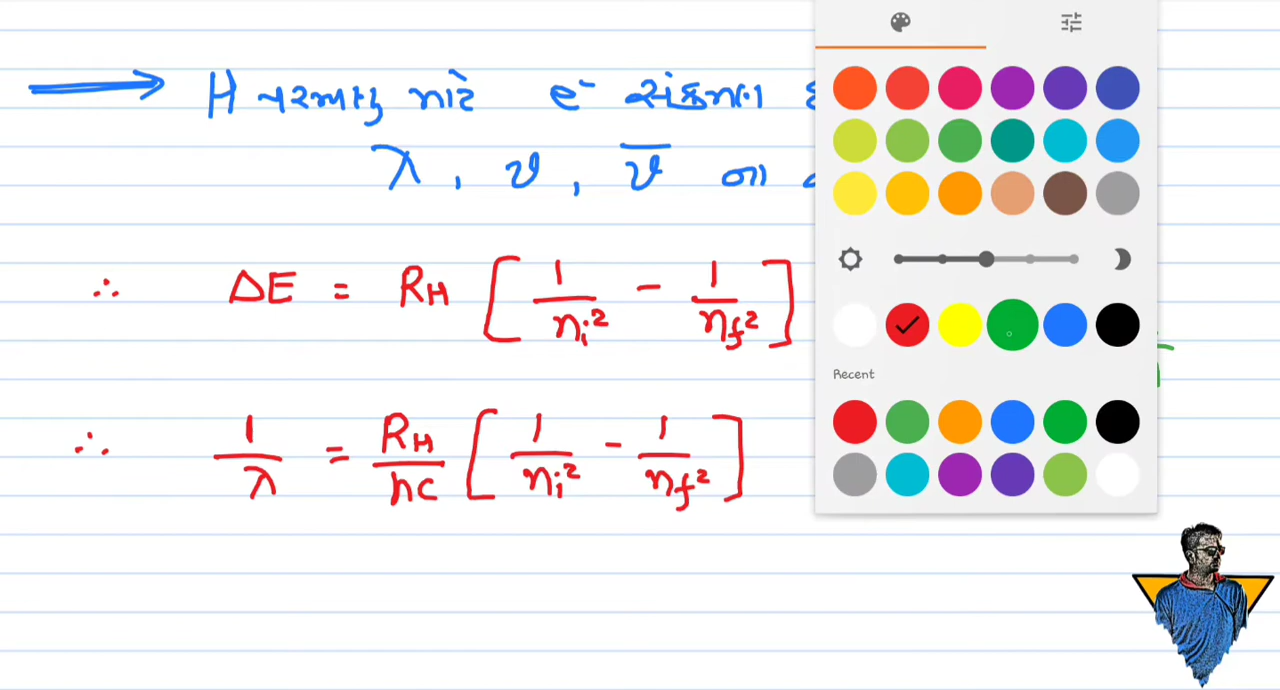 ⟹ H પરમાણુ માટે e⁻ સંક્રમણ
λ, ν, ν̅ ના
∴ ΔE = R_H [ 1/n_i² − 1/n_f² ]
∴ 1/λ = R_H/hc [ 1/n_i² − 1/n_f² ]
Recent